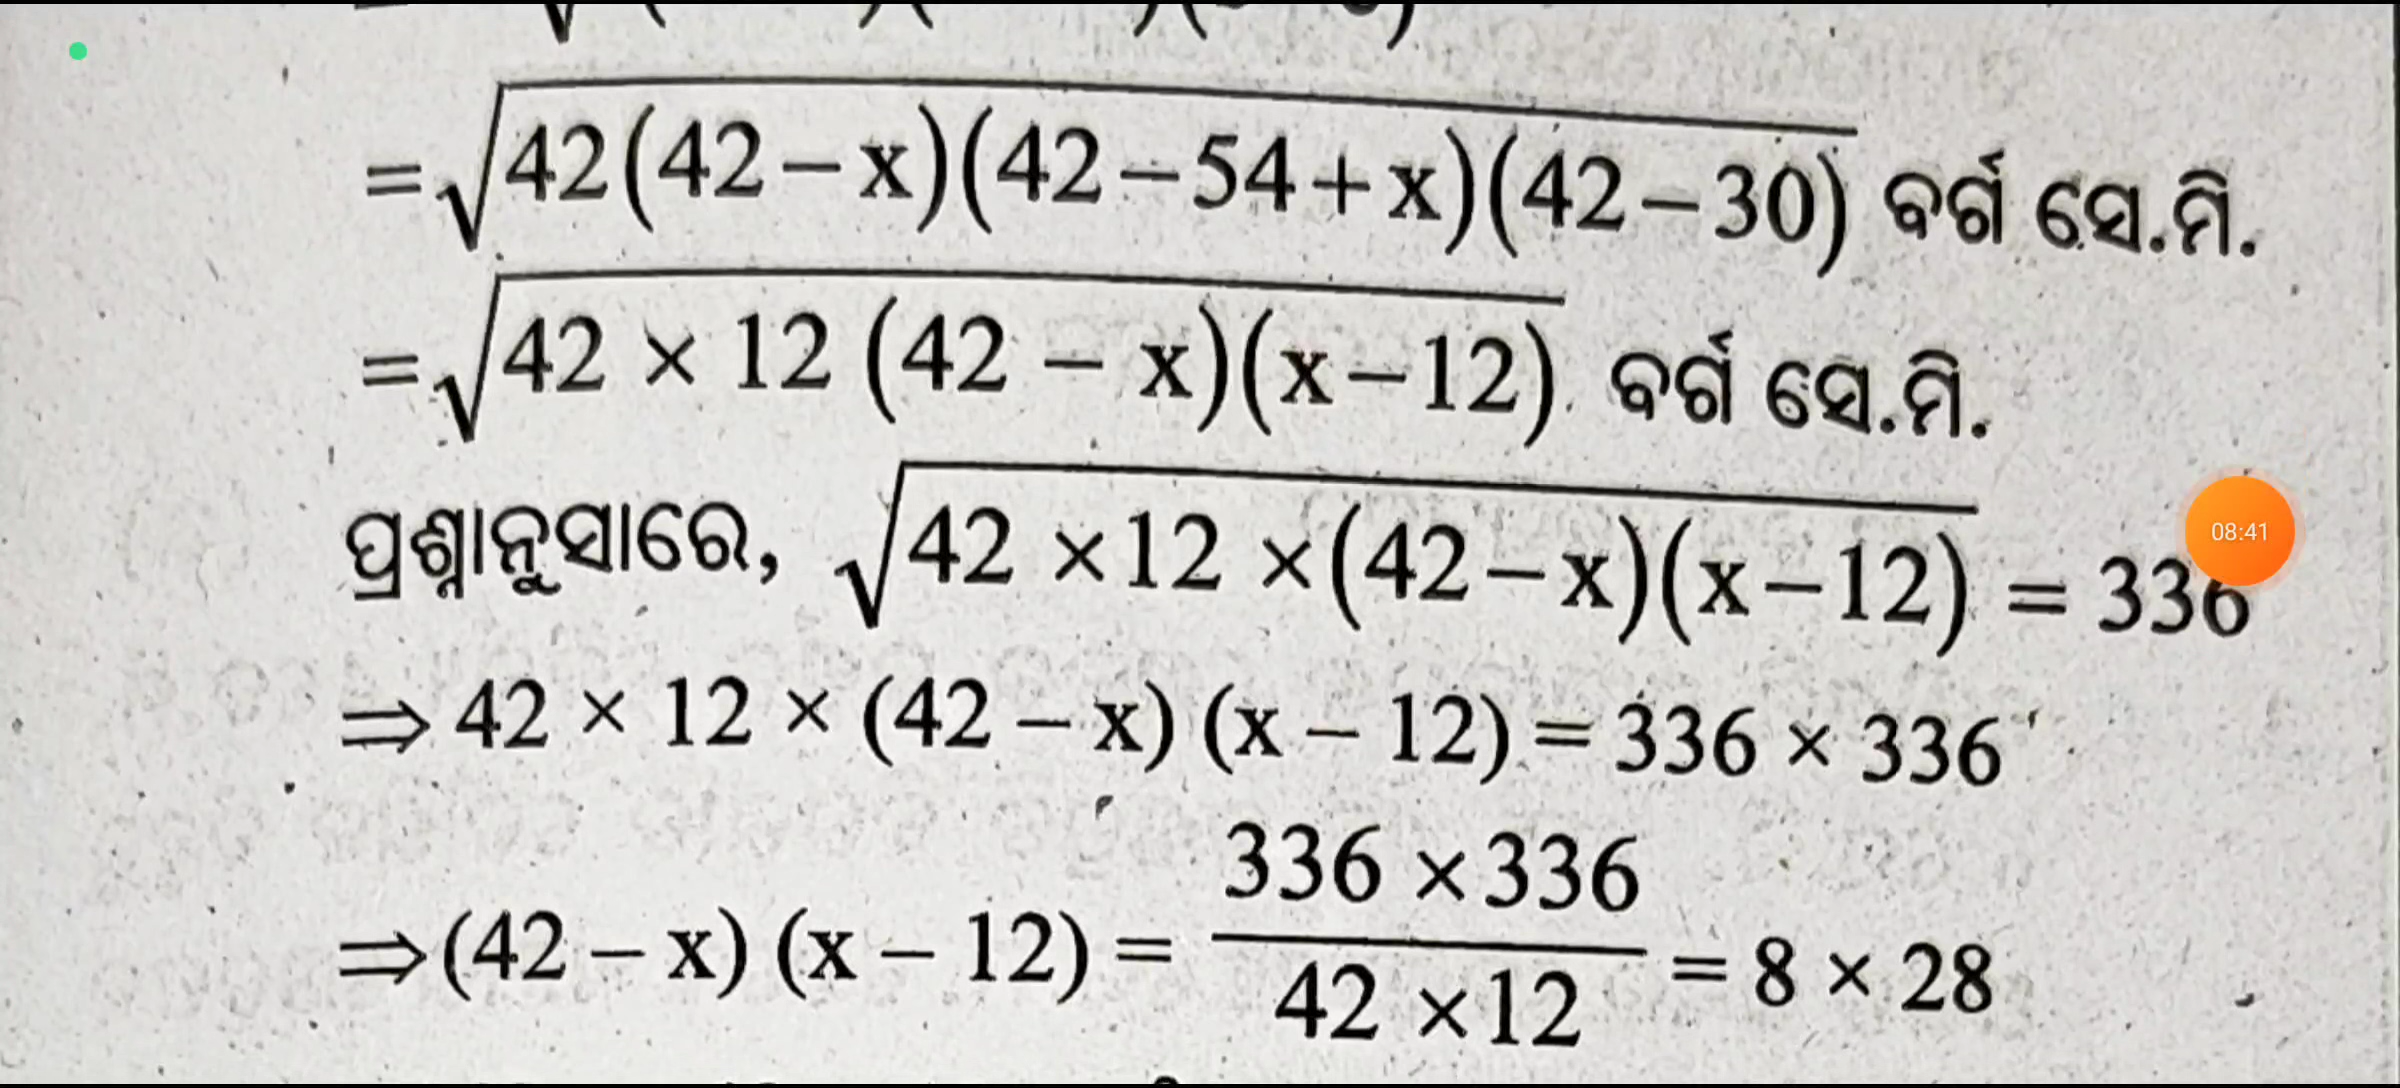 = √42(42−x)(42−54+x)(42−30) ବର୍ଗ ସେ.ମି.
= √42 × 12 (42 − x)(x−12) ବର୍ଗ ସେ.ମି.
ପ୍ରଶ୍ନାନୁସାରେ, √42 ×12 ×(42−x)(x−12) = 336
08:41
⇒ 42 × 12 × (42 − x) (x − 12) = 336 × 336
336 ×336
⇒ (42 − x) (x − 12) = ─── = 8 × 28
42 ×12